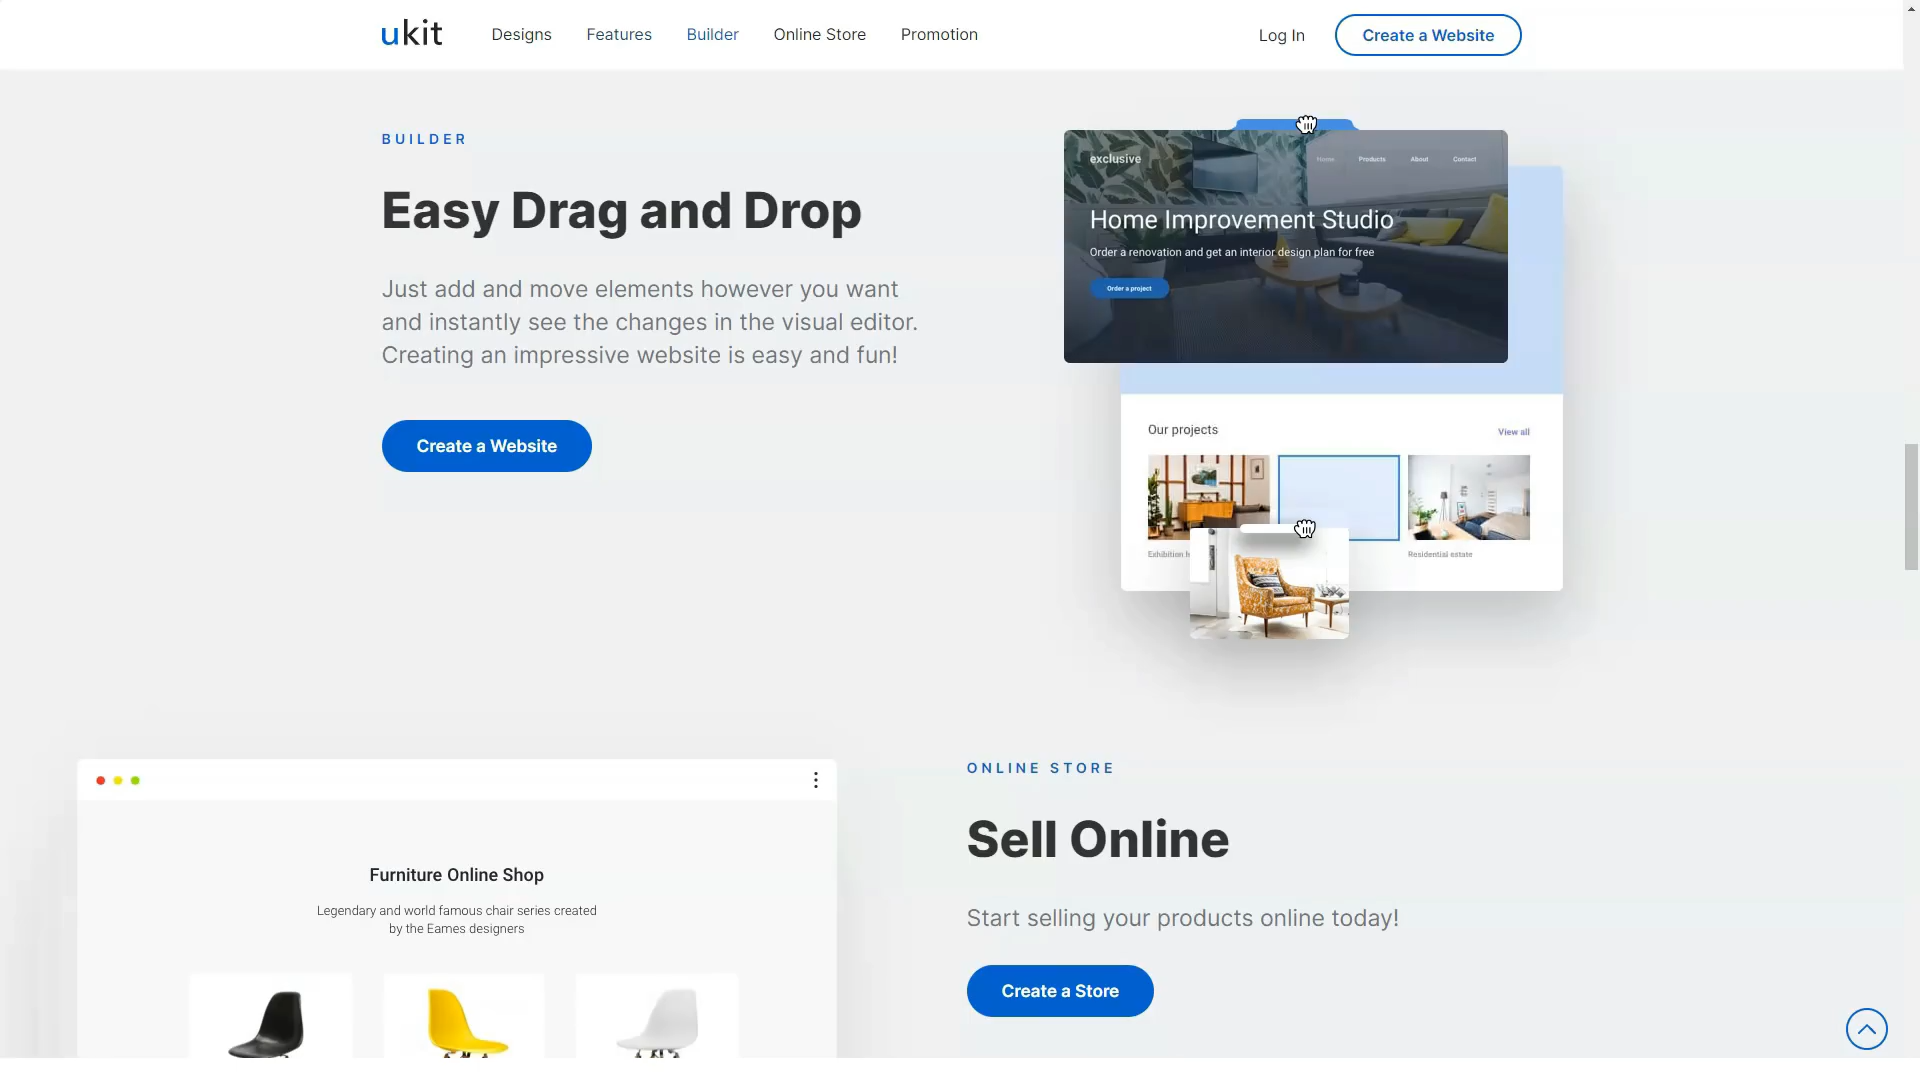 ukit
Designs
Features
Builder
Online Store
Promotion
Log In
Create a Website
BUILDER
Easy Drag and Drop
Just add and move elements however you want
and instantly see the changes in the visual editor.
Creating an impressive website is easy and fun!
Create a Website
exclusive
Home
Products
About
Contact
Home Improvement Studio
Order a renovation and get an interior design plan for free
Order a project
Our projects
View all
Exhibition
Residential estate
ONLINE STORE
Sell Online
Start selling your products online today!
Create a Store
Furniture Online Shop
Legendary and world famous chair series created
by the Eames designers